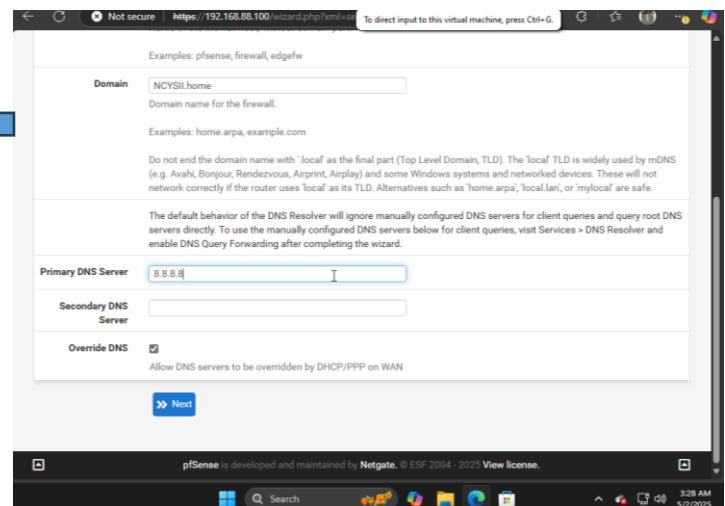 Not secure | https://192.168.88.100/wizard.php?xml=se
To direct input to this virtual machine, press Ctrl+G.
Examples: pfsense, firewall, edgefw
Domain
NCYSII.home
Domain name for the firewall.
Examples: home.arpa, example.com
Do not end the domain name with '.local' as the final part (Top Level Domain, TLD). The 'local' TLD is widely used by mDNS
(e.g. Avahi, Bonjour, Rendezvous, Airprint, Airplay) and some Windows systems and networked devices. These will not
network correctly if the router uses 'local' as its TLD. Alternatives such as 'home.arpa', 'local.lan', or 'mylocal' are safe.
The default behavior of the DNS Resolver will ignore manually configured DNS servers for client queries and query root DNS
servers directly. To use the manually configured DNS servers below for client queries, visit Services > DNS Resolver and
enable DNS Query Forwarding after completing the wizard.
Primary DNS Server
8.8.8.8
Secondary DNS
Server
Override DNS
Allow DNS servers to be overridden by DHCP/PPP on WAN
Next
pfSense is developed and maintained by Netgate. © ESF 2004 - 2025 View license.
Search
3:28 AM
5/2/2025